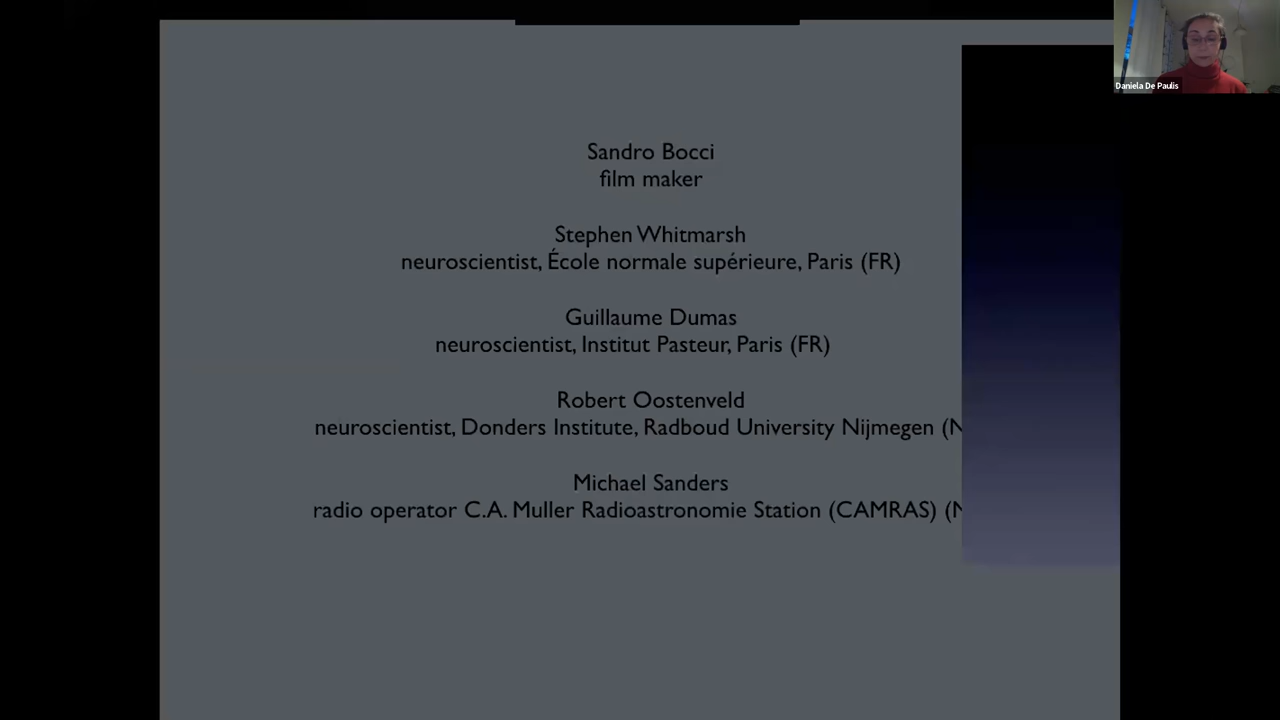 Daniela De Paulis
Sandro Bocci
film maker
Stephen Whitmarsh
neuroscientist, École normale supérieure, Paris (FR)
Guillaume Dumas
neuroscientist, Institut Pasteur, Paris (FR)
Robert Oostenveld
neuroscientist, Donders Institute, Radboud University Nijmegen (N
Michael Sanders
radio operator C.A. Muller Radioastronomie Station (CAMRAS) (N